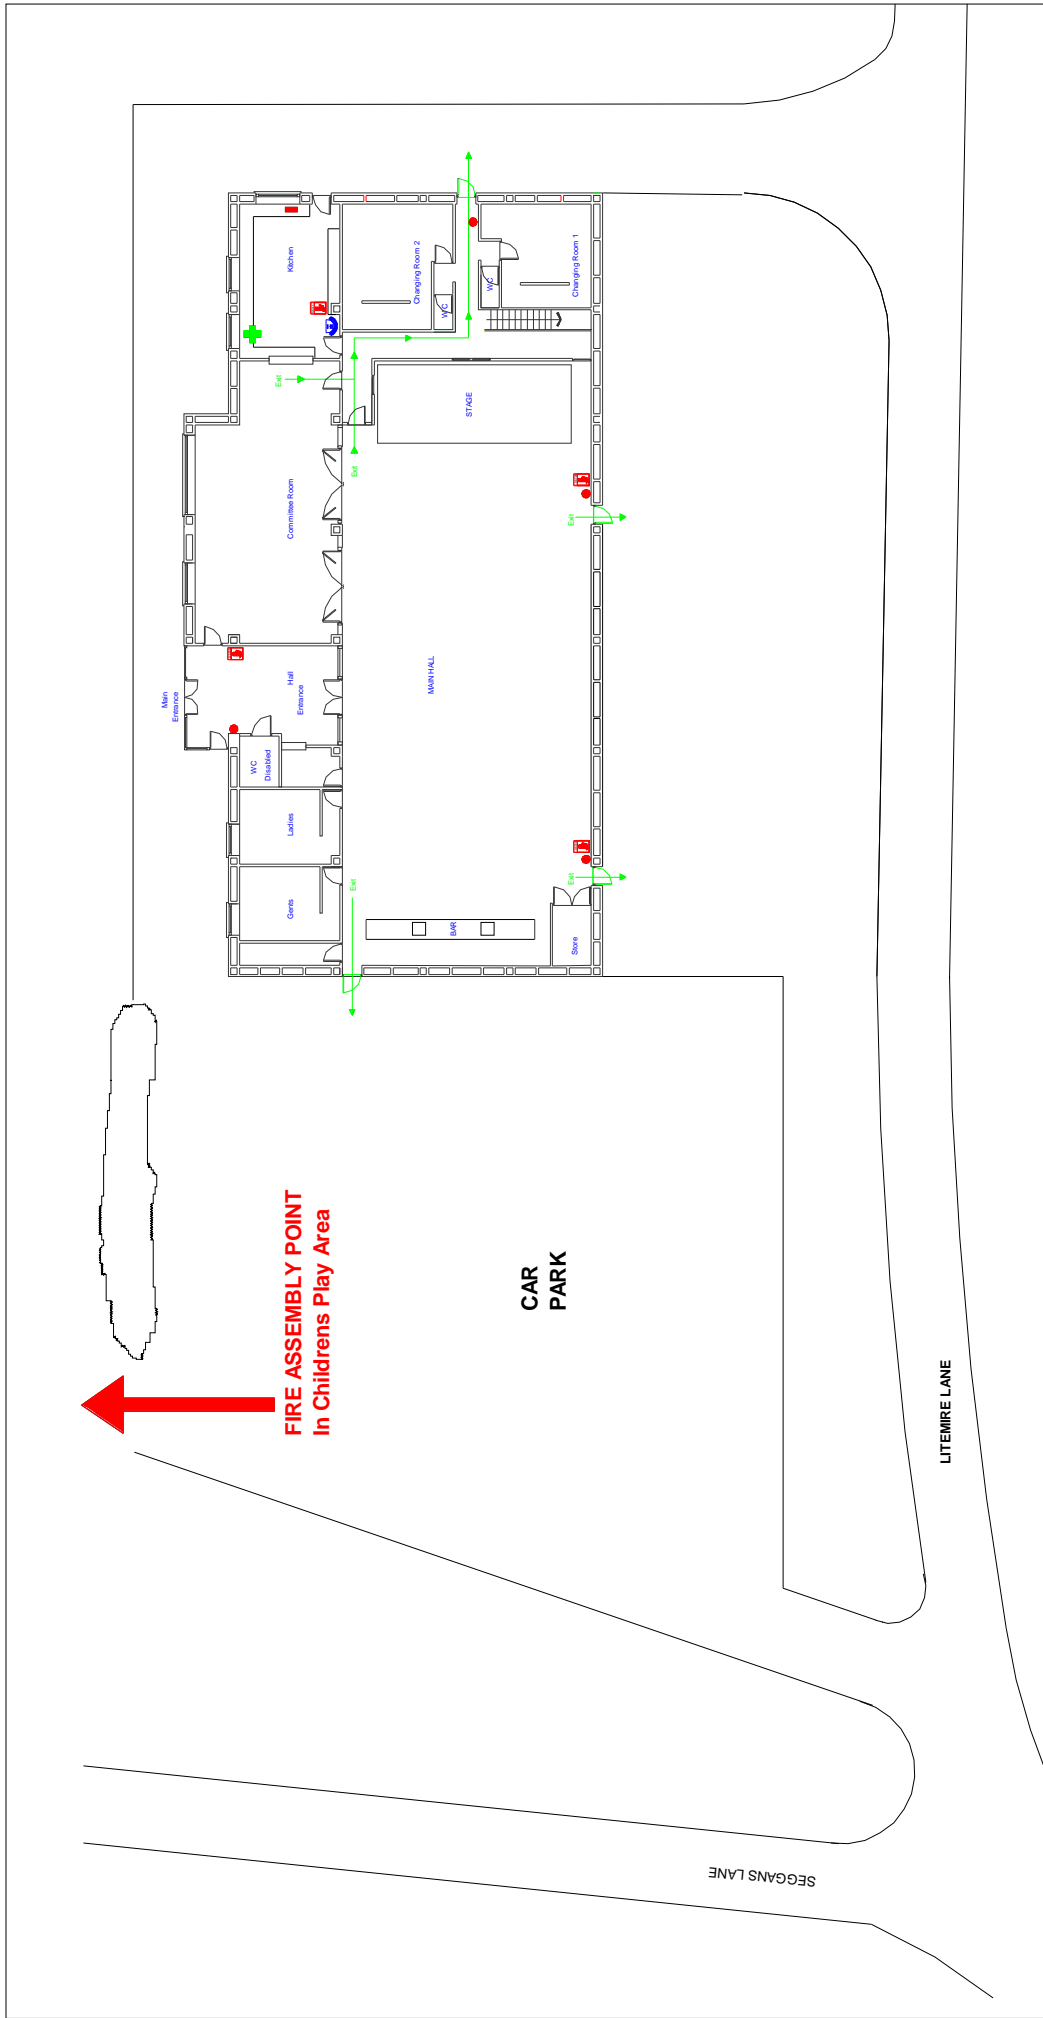 Kitchen
Changing Room 2
WC
WC
Changing Room 1
Exit
Exit
STAGE
Committee Room
Exit
Main
Entrance
Hall
Entrance
MAIN HALL
WC
Disabled
Ladies
Gents
Exit
Exit
BAR
Store
FIRE ASSEMBLY POINT
In Childrens Play Area
CAR
PARK
LITEMIRE LANE
SEGGANS LANE